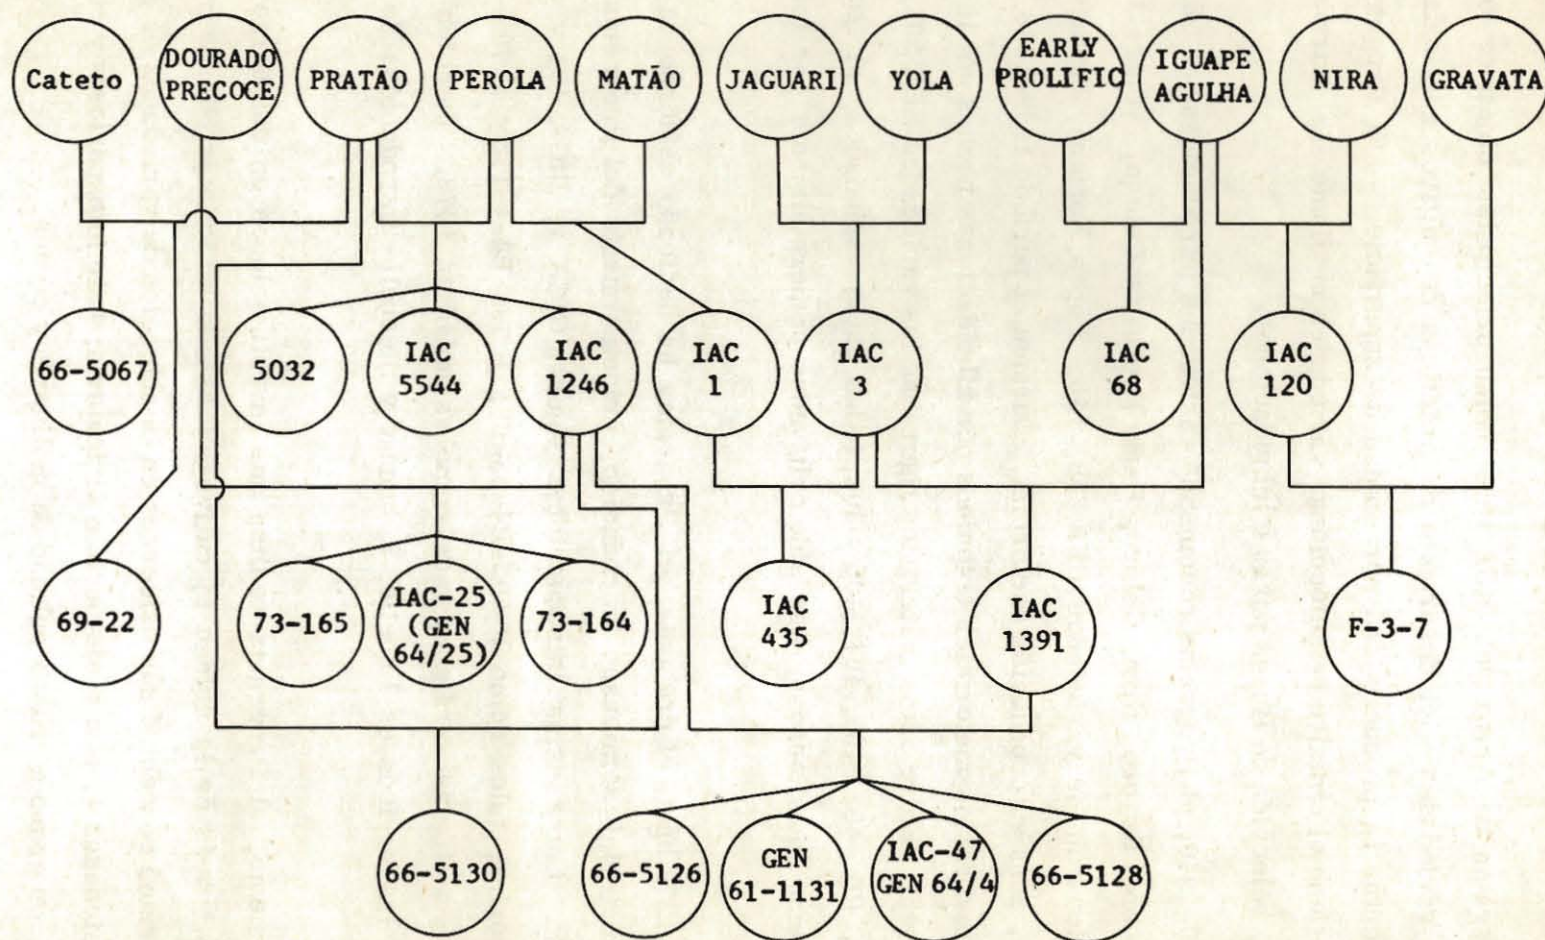 Cateto
DOURADO
PRECOCE
PRATÃO
PEROLA
MATÃO
JAGUARI
YOLA
EARLY
PROLIFIC
IGUAPE
AGULHA
NIRA
GRAVATA
66-5067
5032
IAC
5544
IAC
1246
IAC
1
IAC
3
IAC
68
IAC
120
69-22
73-165
IAC-25
(GEN
64/25)
73-164
IAC
435
IAC
1391
F-3-7
66-5130
66-5126
GEN
61-1131
IAC-47
GEN 64/4
66-5128